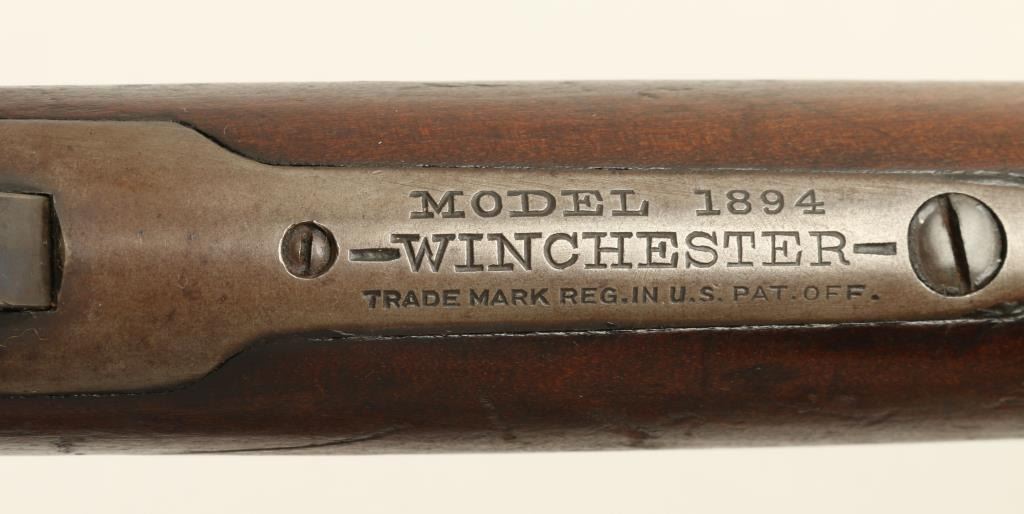 MODEL 1894
-WINCHESTER-
TRADE MARK REG.IN U.S. PAT.OFF.